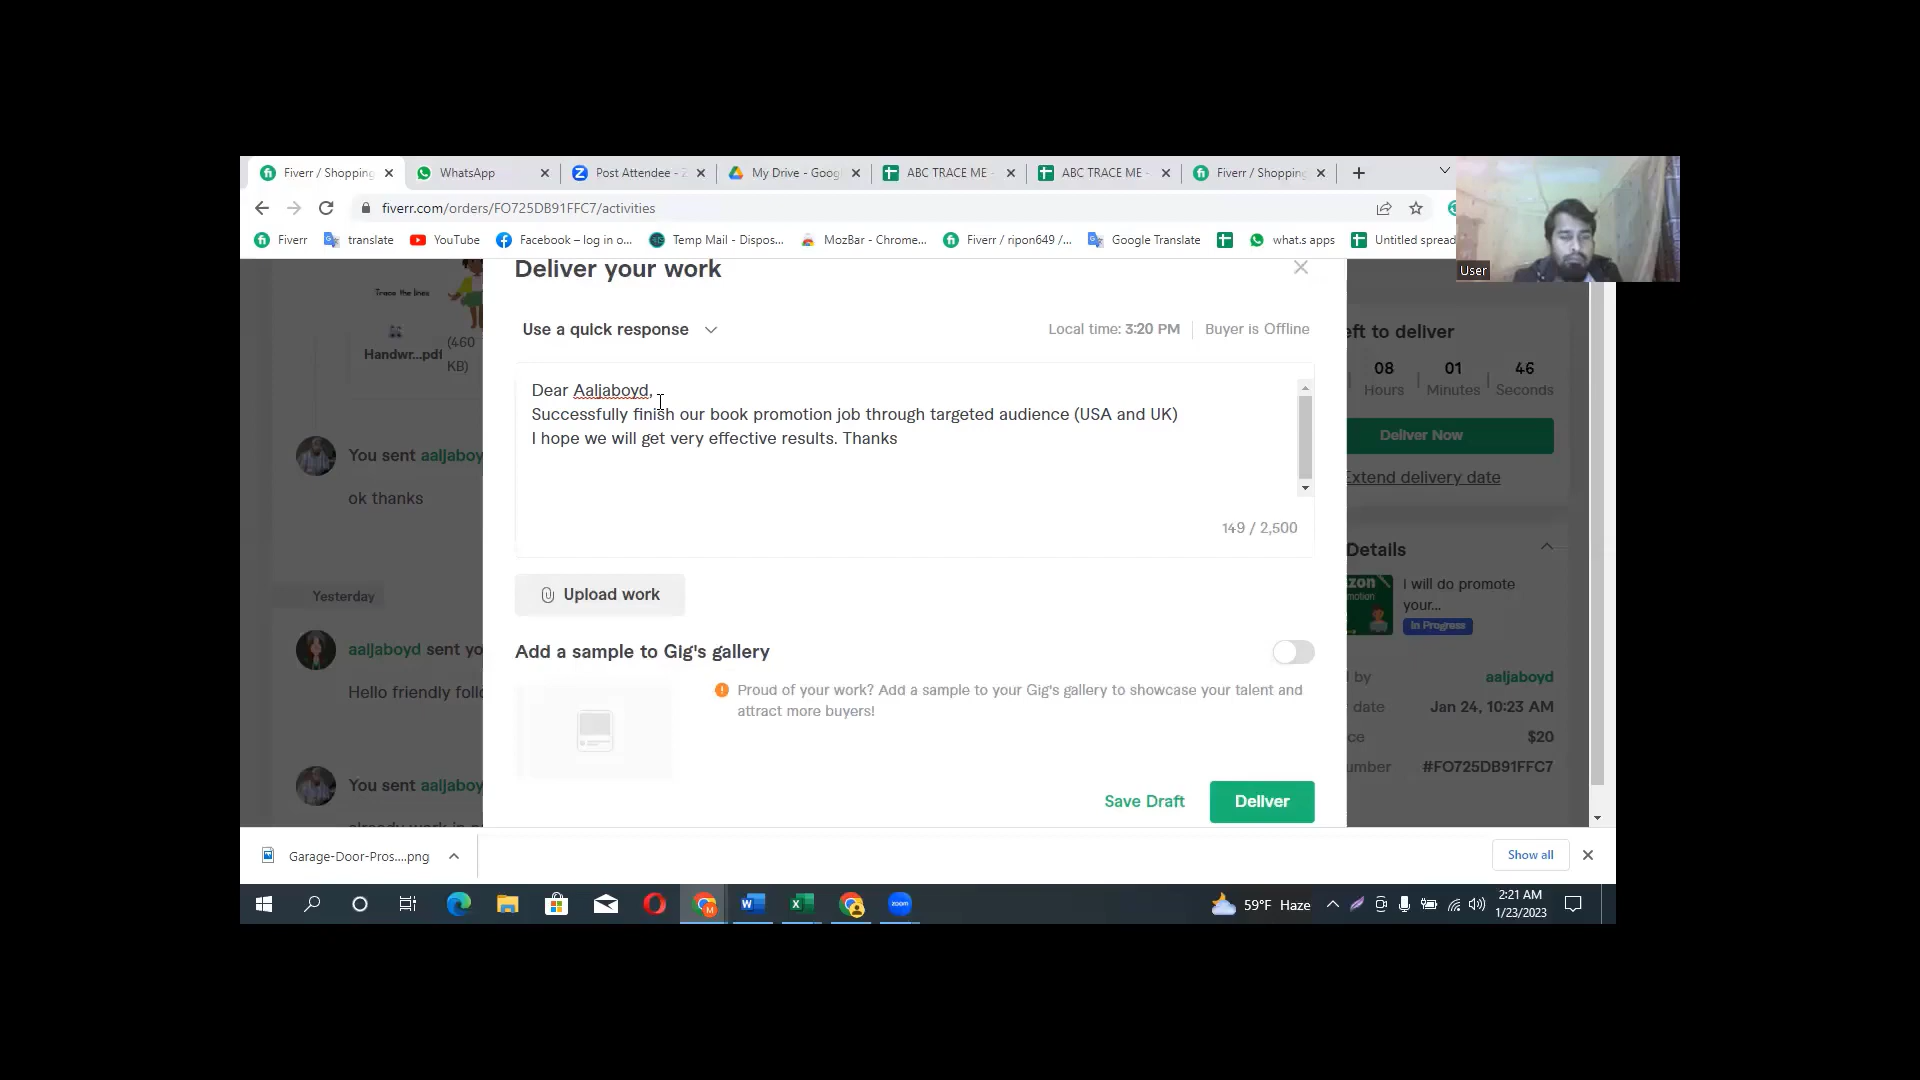 Fiverr / Shopping
WhatsApp
Post Attendee - Z
My Drive - Googl
ABC TRACE ME -
ABC TRACE ME -
Fiverr / Shopping
fiverr.com/orders/FO725DB91FFC7/activities
Fiverr
translate
YouTube
Facebook – log in o...
Temp Mail - Dispos...
MozBar - Chrome...
Fiverr / ripon649 /...
Google Translate
what.s apps
Untitled spread
User
Deliver your work
Trace the lines
Handwr...pdf
(460
KB)
Use a quick response
Local time: 3:20 PM
Buyer is Offline
eft to deliver
08
01
46
Hours
Minutes
Seconds
Dear Aaljaboyd,
Successfully finish our book promotion job through targeted audience (USA and UK)
I hope we will get very effective results. Thanks
149 / 2,500
Deliver Now
Extend delivery date
You sent aaljaboy
ok thanks
Upload work
Details
I will do promote
your...
In Progress
Yesterday
aaljaboyd sent yo
Hello friendly foll
Add a sample to Gig's gallery
Proud of your work? Add a sample to your Gig's gallery to showcase your talent and
attract more buyers!
by
aaljaboyd
date
Jan 24, 10:23 AM
ce
$20
umber
#FO725DB91FFC7
You sent aaljaboy
Save Draft
Deliver
Garage-Door-Pros....png
Show all
59°F Haze
2:21 AM
1/23/2023
zoom